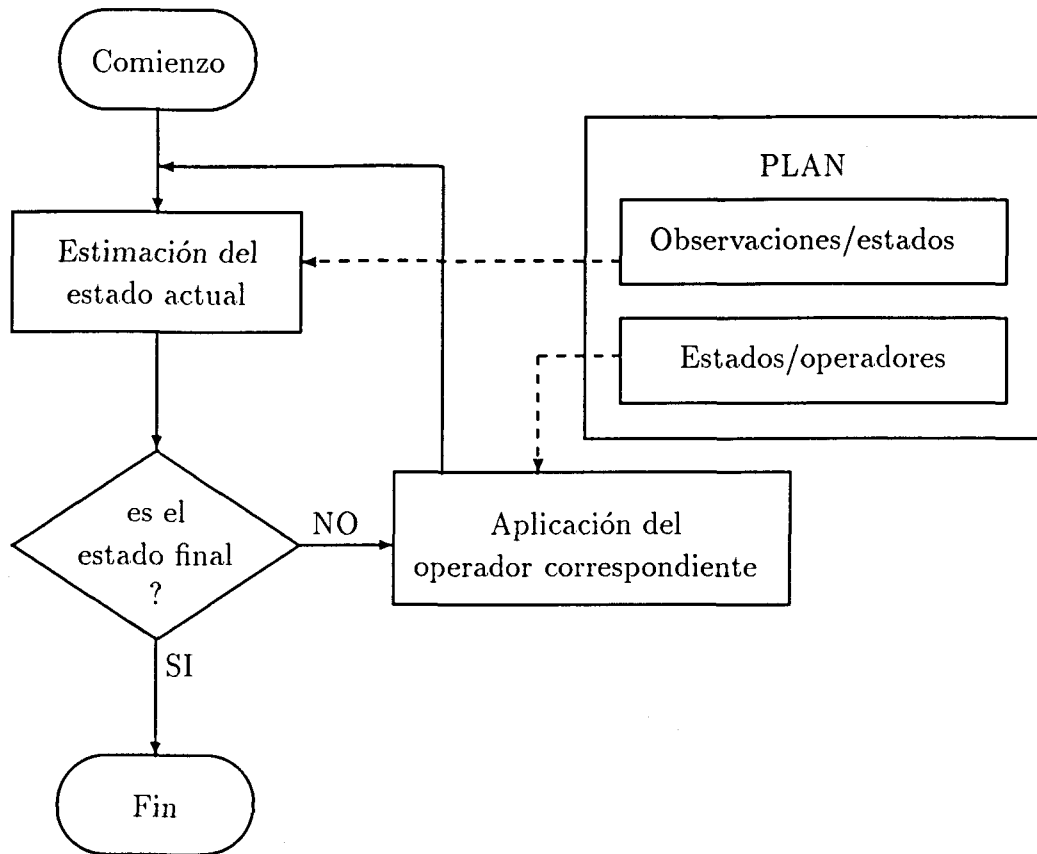 Comienzo
PLAN
Observaciones/estados
Estimación del
estado actual
Estados/operadores
es el
estado final
?
NO
Aplicación del
operador correspondiente
SI
Fin